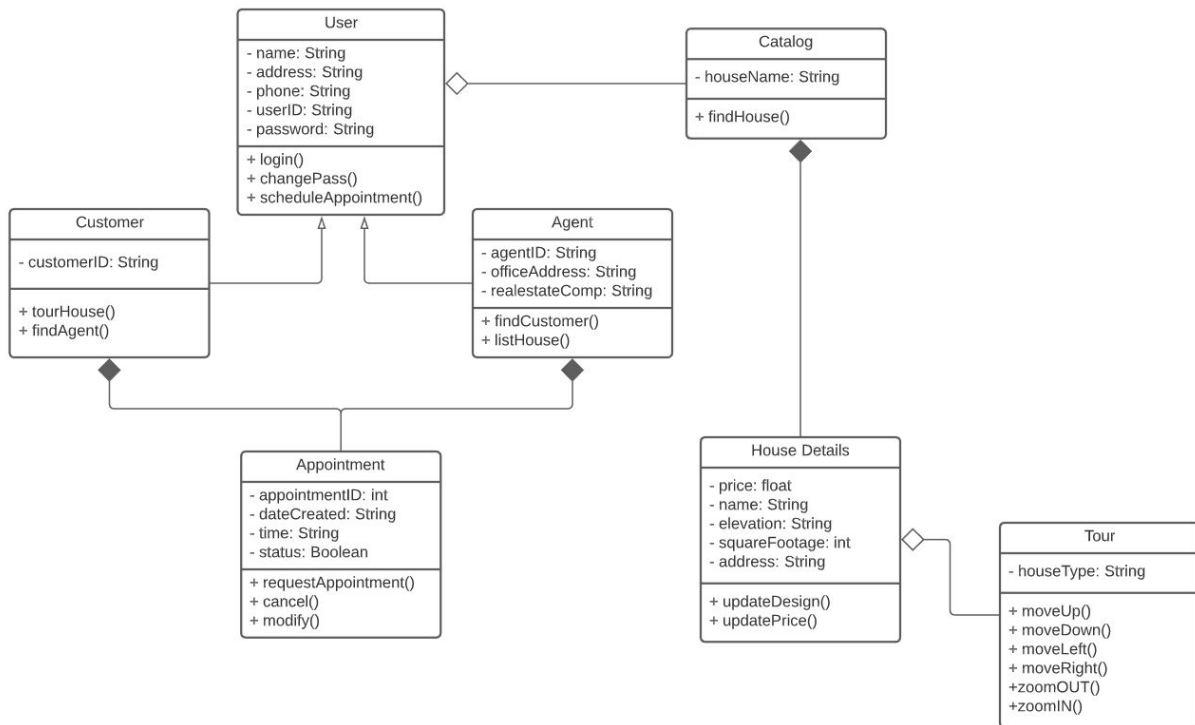 User
- name: String
- address: String
- phone: String
- userID: String
- password: String
+ login()
+ changePass()
+ scheduleAppointment()
Catalog
- houseName: String
+ findHouse()
Customer
- customerID: String
+ tourHouse()
+ findAgent()
Agent
- agentID: String
- officeAddress: String
- realestateComp: String
+ findCustomer()
+ listHouse()
Appointment
- appointmentID: int
- dateCreated: String
- time: String
- status: Boolean
+ requestAppointment()
+ cancel()
+ modify()
House Details
- price: float
- name: String
- elevation: String
- squareFootage: int
- address: String
+ updateDesign()
+ updatePrice()
Tour
- houseType: String
+ moveUp()
+ moveDown()
+ moveLeft()
+ moveRight()
+zoomOUT()
+zoomIN()